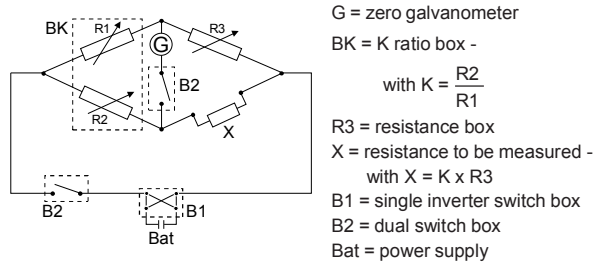 BK
R1
G
R3
B2
R2
X
B2
B1
Bat
G = zero galvanometer
BK = K ratio box -
with K = R2
R1
R3 = resistance box
X = resistance to be measured -
with X = K x R3
B1 = single inverter switch box
B2 = dual switch box
Bat = power supply